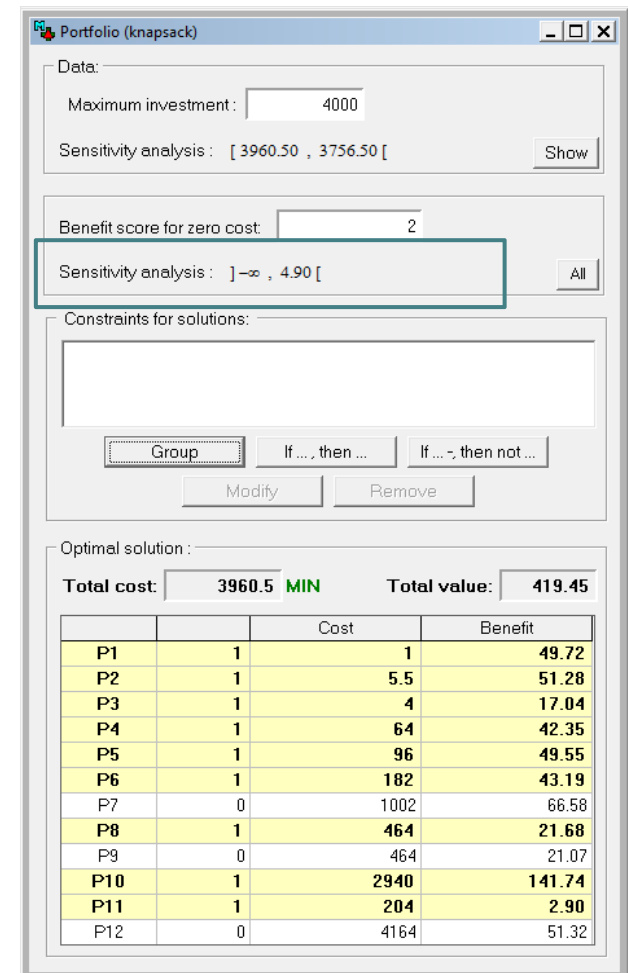 Portfolio (knapsack)
Data:
Maximum investment : 4000
Sensitivity analysis : [ 3960.50 , 3756.50 [ Show
Benefit score for zero cost: 2
Sensitivity analysis : ]−∞ , 4.90 [ All
Constraints for solutions:
Group If ... , then ... If ... -, then not ...
Modify Remove
Optimal solution :
Total cost: 3960.5 MIN Total value: 419.45
Cost Benefit
P1 1 1 49.72
P2 1 5.5 51.28
P3 1 4 17.04
P4 1 64 42.35
P5 1 96 49.55
P6 1 182 43.19
P7 0 1002 66.58
P8 1 464 21.68
P9 0 464 21.07
P10 1 2940 141.74
P11 1 204 2.90
P12 0 4164 51.32